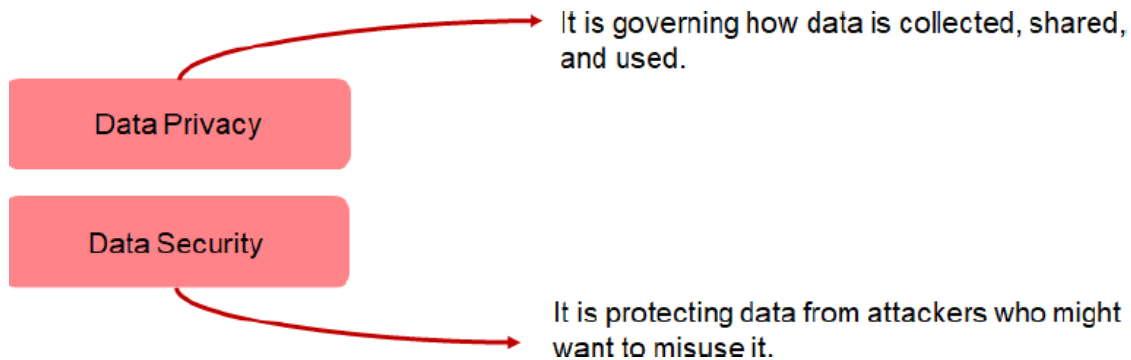 It is governing how data is collected, shared,
and used.
Data Privacy
Data Security
It is protecting data from attackers who might
want to misuse it.